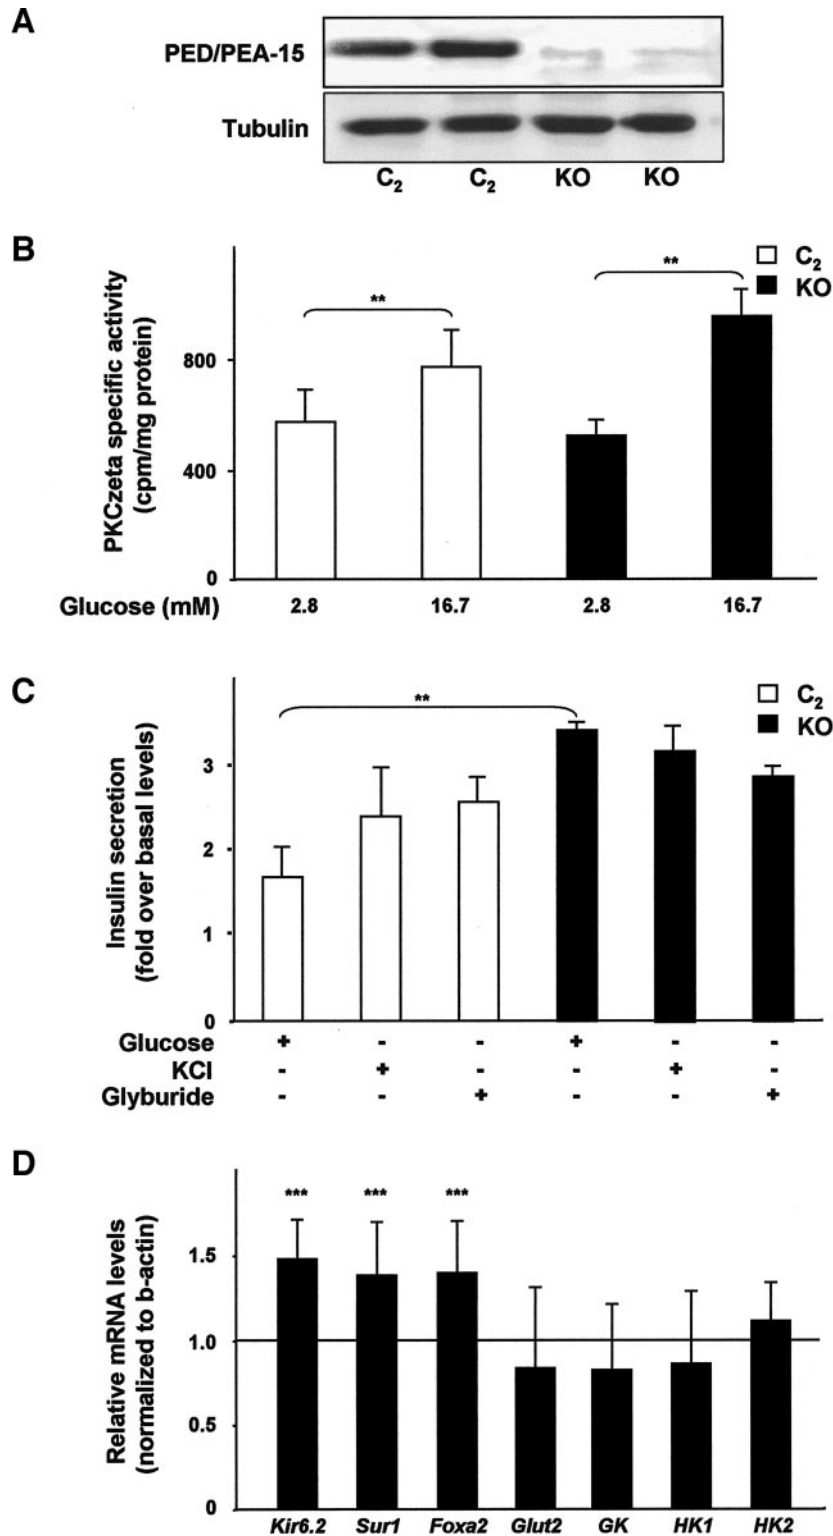 A
PED/PEA-15
Tubulin
C₂ C₂ KO KO
B
PKCzeta specific activity
(cpm/mg protein)
C₂
KO
** **
800
400
0
Glucose (mM) 2.8 16.7 2.8 16.7
C
Insulin secretion
(fold over basal levels)
C₂
KO
**
3
2
1
0
Glucose + - - + - -
KCl - + - - + -
Glyburide - - + - - +
D
Relative mRNA levels
(normalized to b-actin)
*** *** ***
1.5
1.0
0.5
0
Kir6.2 Sur1 Foxa2 Glut2 GK HK1 HK2